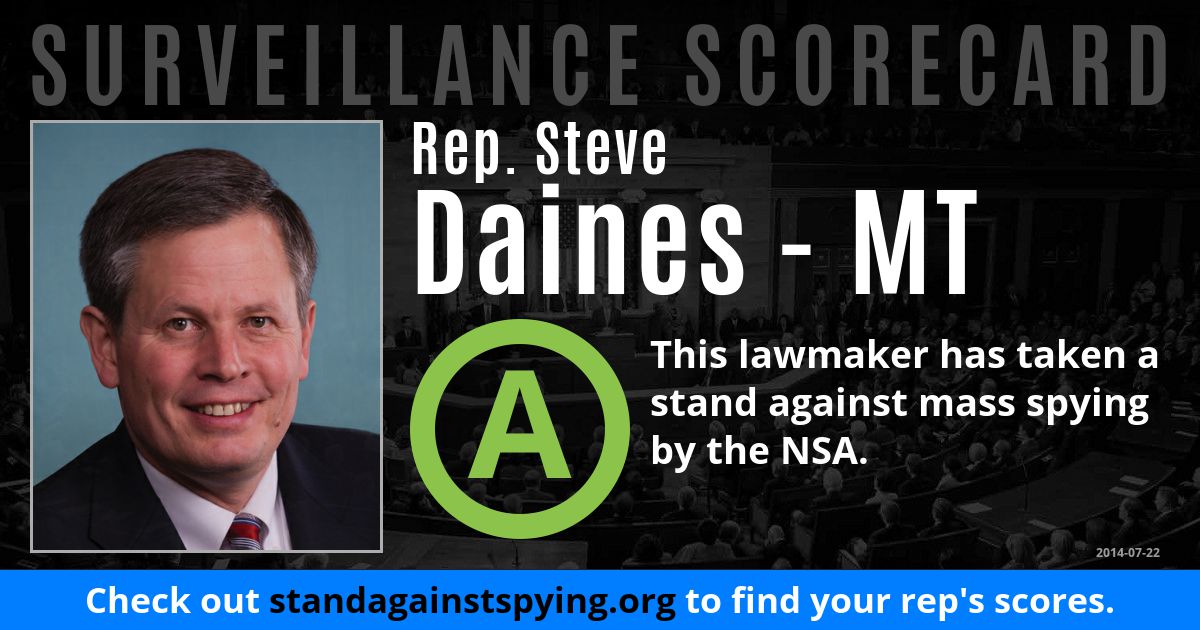 SURVEILLANCE SCORECARD
Rep. Steve
Daines - MT
A
This lawmaker has taken a
stand against mass spying
by the NSA.
2014-07-22
Check out standagainstspying.org to find your rep's scores.